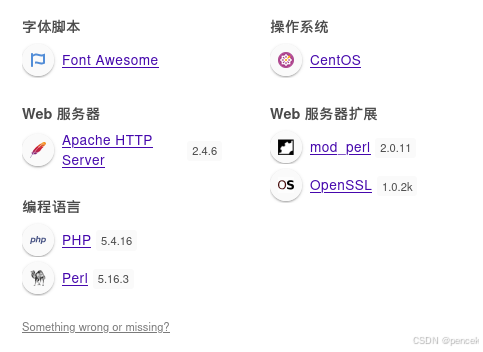 字体脚本
Font Awesome
Web 服务器
Apache HTTP
Server
2.4.6
编程语言
php
PHP 5.4.16
Perl 5.16.3
Something wrong or missing?
操作系统
CentOS
Web 服务器扩展
mod_perl 2.0.11
OS
OpenSSL 1.0.2k
CSDN @pencek